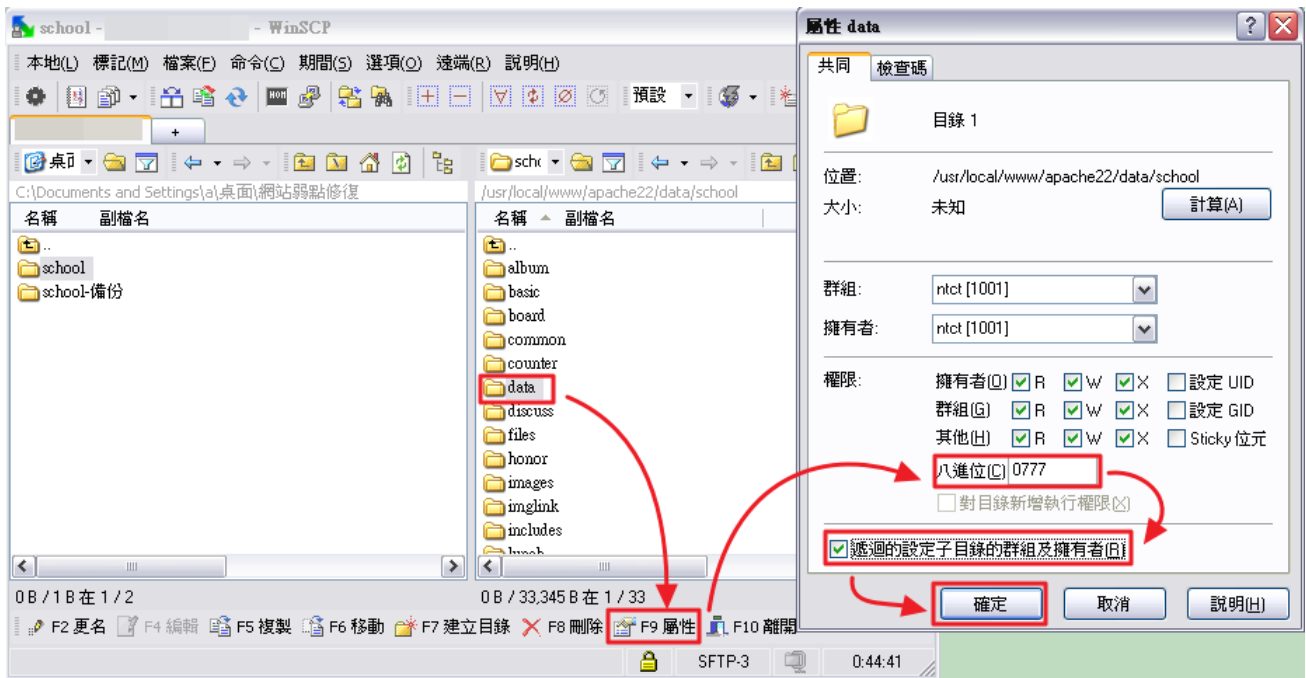 school - - WinSCP
本地(L) 標記(M) 檔案(F) 命令(C) 期間(S) 選項(O) 遠端(R) 說明(H)
預設
+
C:\Documents and Settings\a\桌面\網站弱點修復
名稱 副檔名
..
school
school-備份
0 B / 1 B 在 1 / 2
/usr/local/www/apache22/data/school
名稱 副檔名
..
album
basic
board
common
counter
data
discuss
files
honor
images
imglink
includes
lunch
0 B / 33,345 B 在 1 / 33
F2 更名 F4 編輯 F5 複製 F6 移動 F7 建立目錄 F8 刪除 F9 屬性 F10 離開
SFTP-3 0:44:41
屬性 data
共同 檢查碼
目錄 1
位置: /usr/local/www/apache22/data/school
大小: 未知 計算(A)
群組: ntct [1001]
擁有者: ntct [1001]
權限: 擁有者(O) R W X 設定 UID
群組(G) R W X 設定 GID
其他(H) R W X Sticky 位元
八進位(C) 0777
對目錄新增執行權限(X)
遞迴的設定子目錄的群組及擁有者(R)
確定 取消 說明(H)